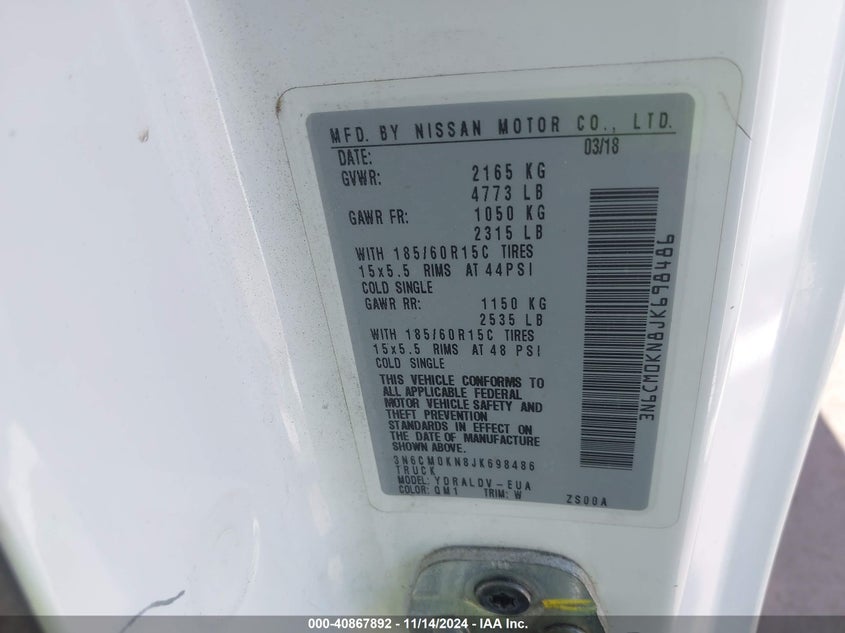 MFD. BY NISSAN MOTOR CO., LTD.
DATE: 03/18
GVWR: 2165 KG
4773 LB
GAWR FR: 1050 KG
2315 LB
WITH 185/60R15C TIRES
15x5.5 RIMS AT 44PSI
COLD SINGLE
GAWR RR: 1150 KG
2535 LB
WITH 185/60R15C TIRES
15x5.5 RIMS AT 48 PSI
COLD SINGLE
THIS VEHICLE CONFORMS TO
ALL APPLICABLE FEDERAL
MOTOR VEHICLE SAFETY AND
THEFT PREVENTION
STANDARDS IN EFFECT ON
THE DATE OF MANUFACTURE
SHOWN ABOVE.
3N6CM0KN8JK698486
TRUCK
MODEL: YDRALDV-EUA
COLOR: QM1 TRIM: W ZS00A
3N6CM0KN8JK698486
000-40867892 - 11/14/2024 - IAA Inc.